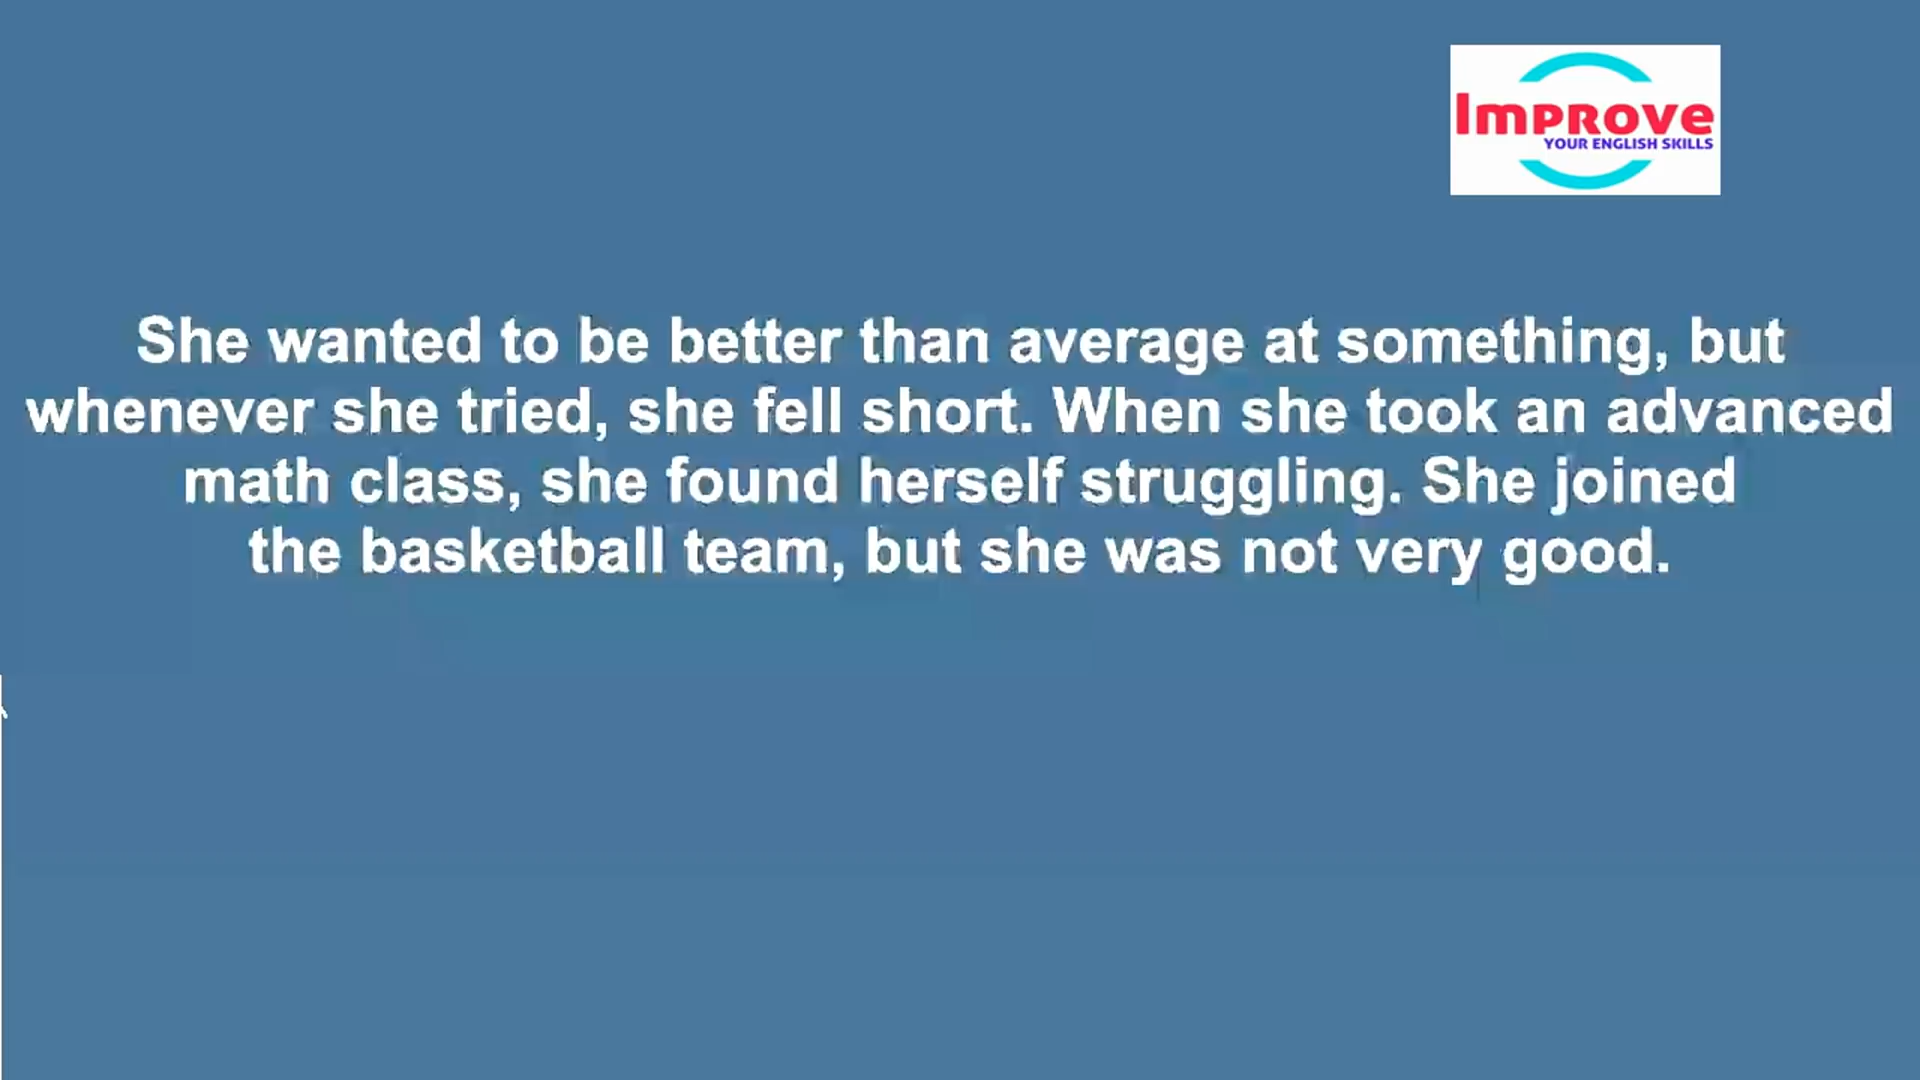 Improve
YOUR ENGLISH SKILLS
She wanted to be better than average at something, but
whenever she tried, she fell short. When she took an advanced
math class, she found herself struggling. She joined
the basketball team, but she was not very good.